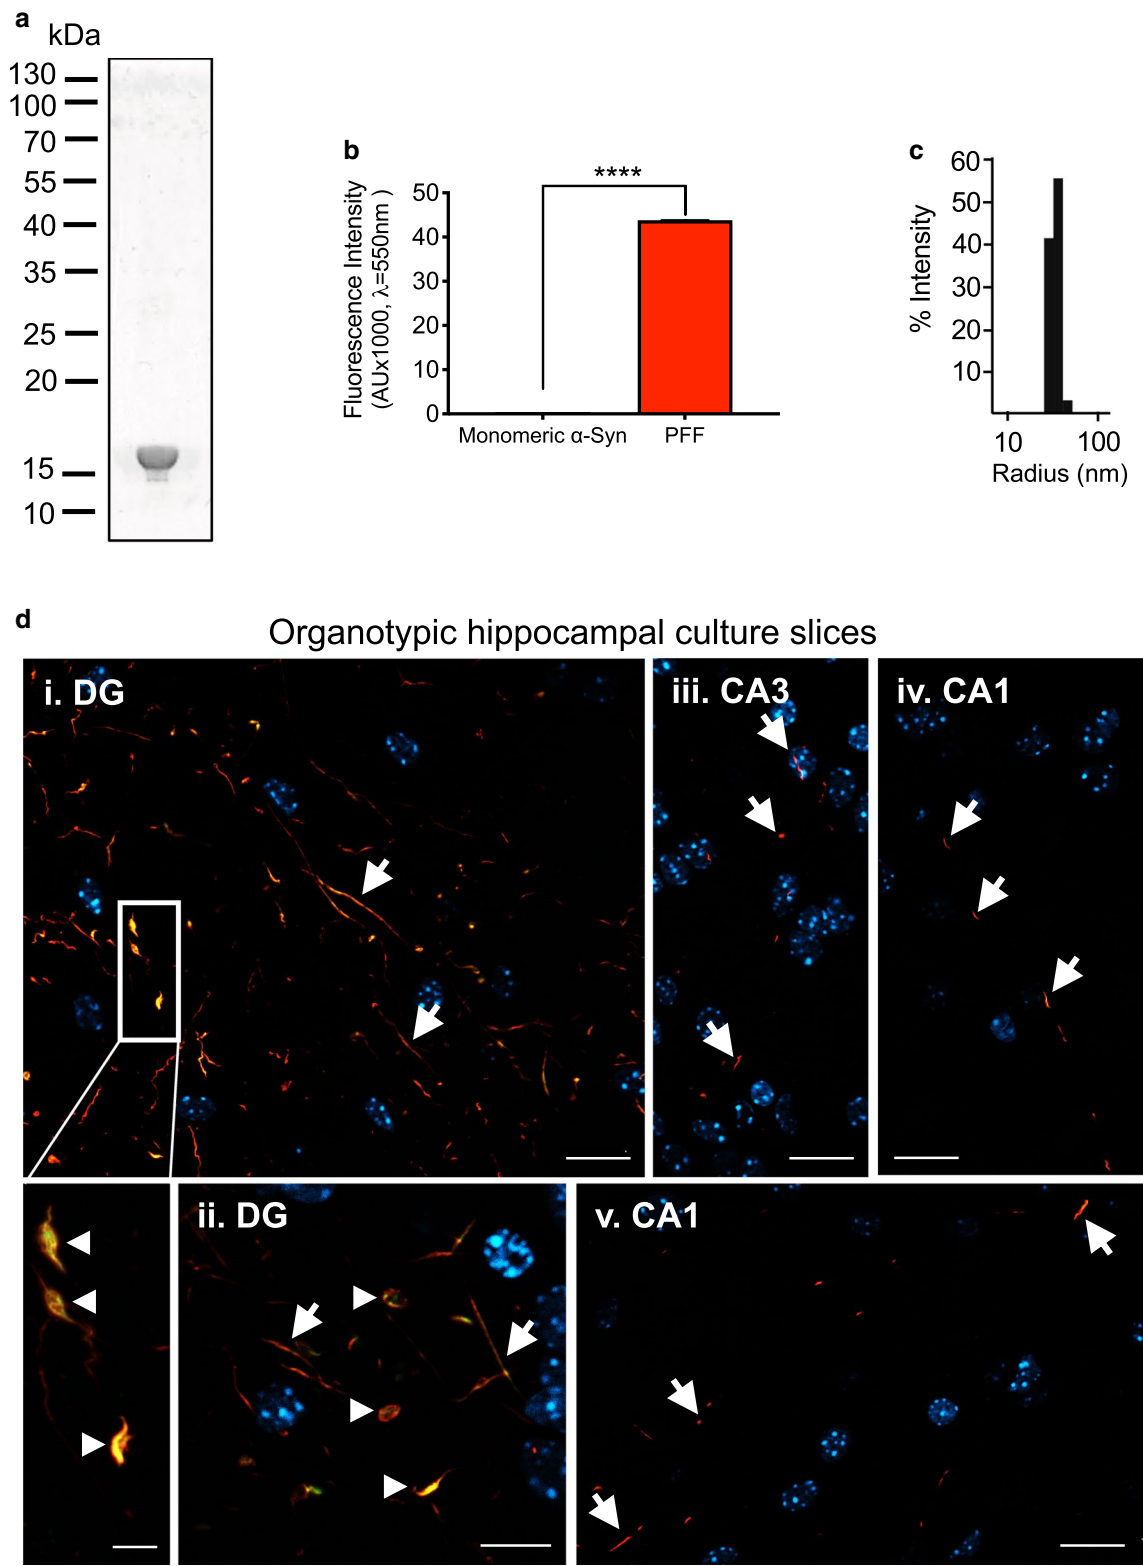 a
kDa
130
100
70
55
40
35
25
20
15
10
b
****
Fluorescence Intensity
(AUx1000, λ=550nm )
50
40
30
20
10
0
Monomeric α-Syn PFF
c
% Intensity
60
50
40
30
20
10
10 100
Radius (nm)
d
Organotypic hippocampal culture slices
i. DG
iii. CA3
iv. CA1
ii. DG
v. CA1